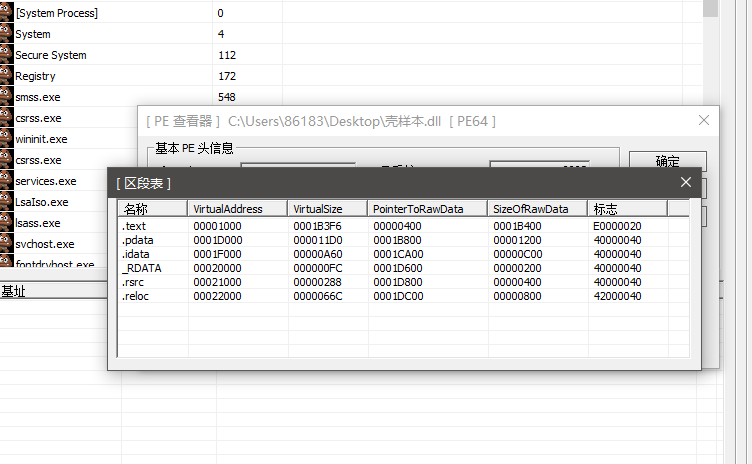 [System Process] 0
System 4
Secure System 112
Registry 172
smss.exe 548
csrss.exe
wininit.exe
csrss.exe
services.exe
LsaIso.exe
lsass.exe
svchost.exe
fontdrvhost.exe
基址
[ PE 查看器 ] C:\Users\86183\Desktop\壳样本.dll [ PE64 ]
基本 PE 头信息
确定
[ 区段表 ]
名称 VirtualAddress VirtualSize PointerToRawData SizeOfRawData 标志
.text 00001000 0001B3F6 00000400 0001B400 E0000020
.pdata 0001D000 000011D0 0001B800 00001200 40000040
.idata 0001F000 00000A60 0001CA00 00000C00 40000040
_RDATA 00020000 000000FC 0001D600 00000200 40000040
.rsrc 00021000 00000288 0001D800 00000400 40000040
.reloc 00022000 0000066C 0001DC00 00000800 42000040